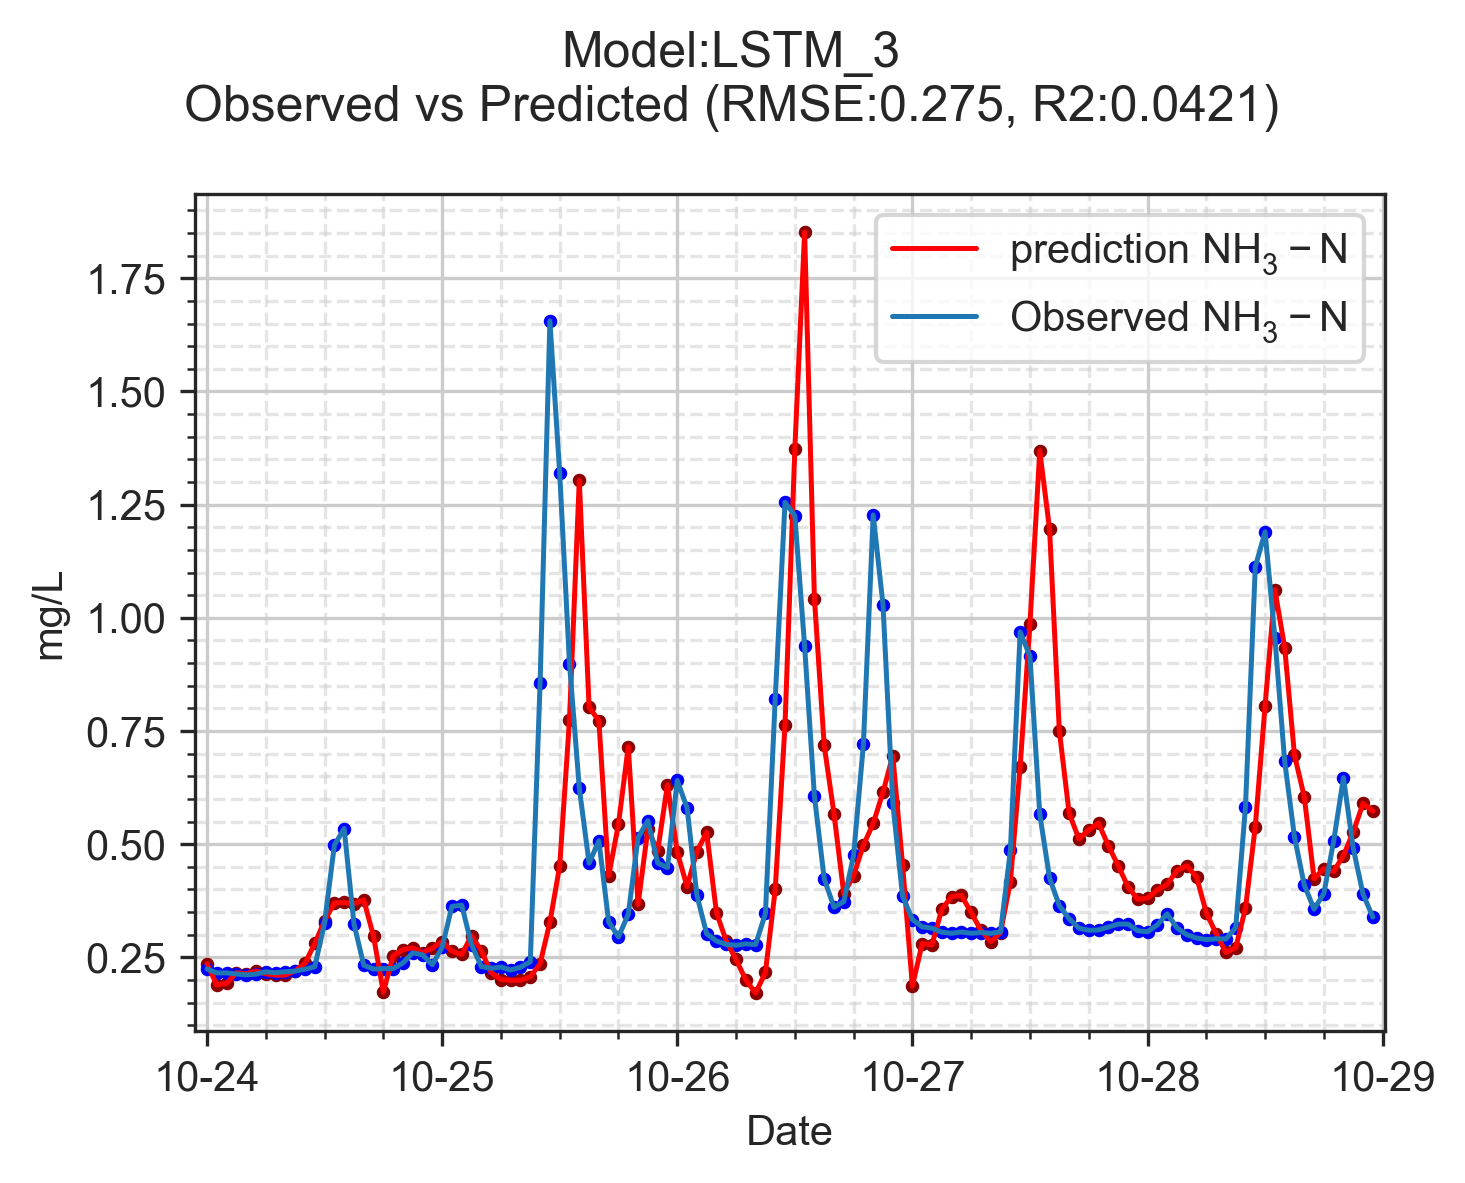 Model:LSTM_3
Observed vs Predicted (RMSE:0.275, R2:0.0421)
prediction NH₃ − N
Observed NH₃ − N
1.75
1.50
1.25
1.00
0.75
0.50
0.25
mg/L
10-24 10-25 10-26 10-27 10-28 10-29
Date